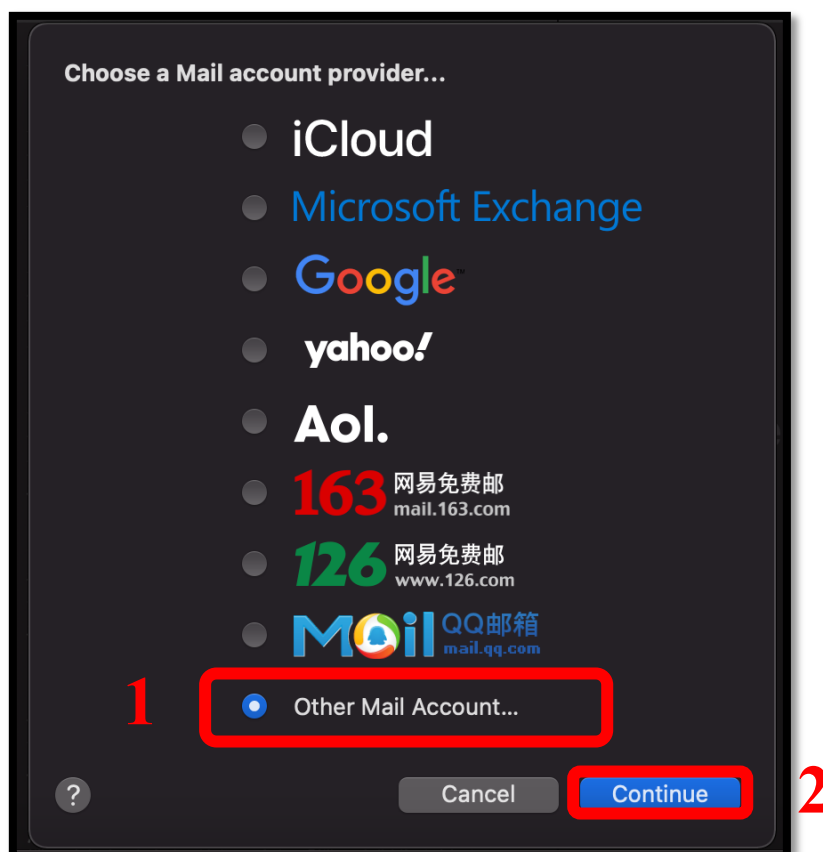 Choose a Mail account provider...
iCloud
Microsoft Exchange
Google™
yahoo!
Aol.
163 网易免费邮
mail.163.com
126 网易免费邮
www.126.com
MOil QQ邮箱
mail.qq.com
1
Other Mail Account...
?
Cancel
Continue
2